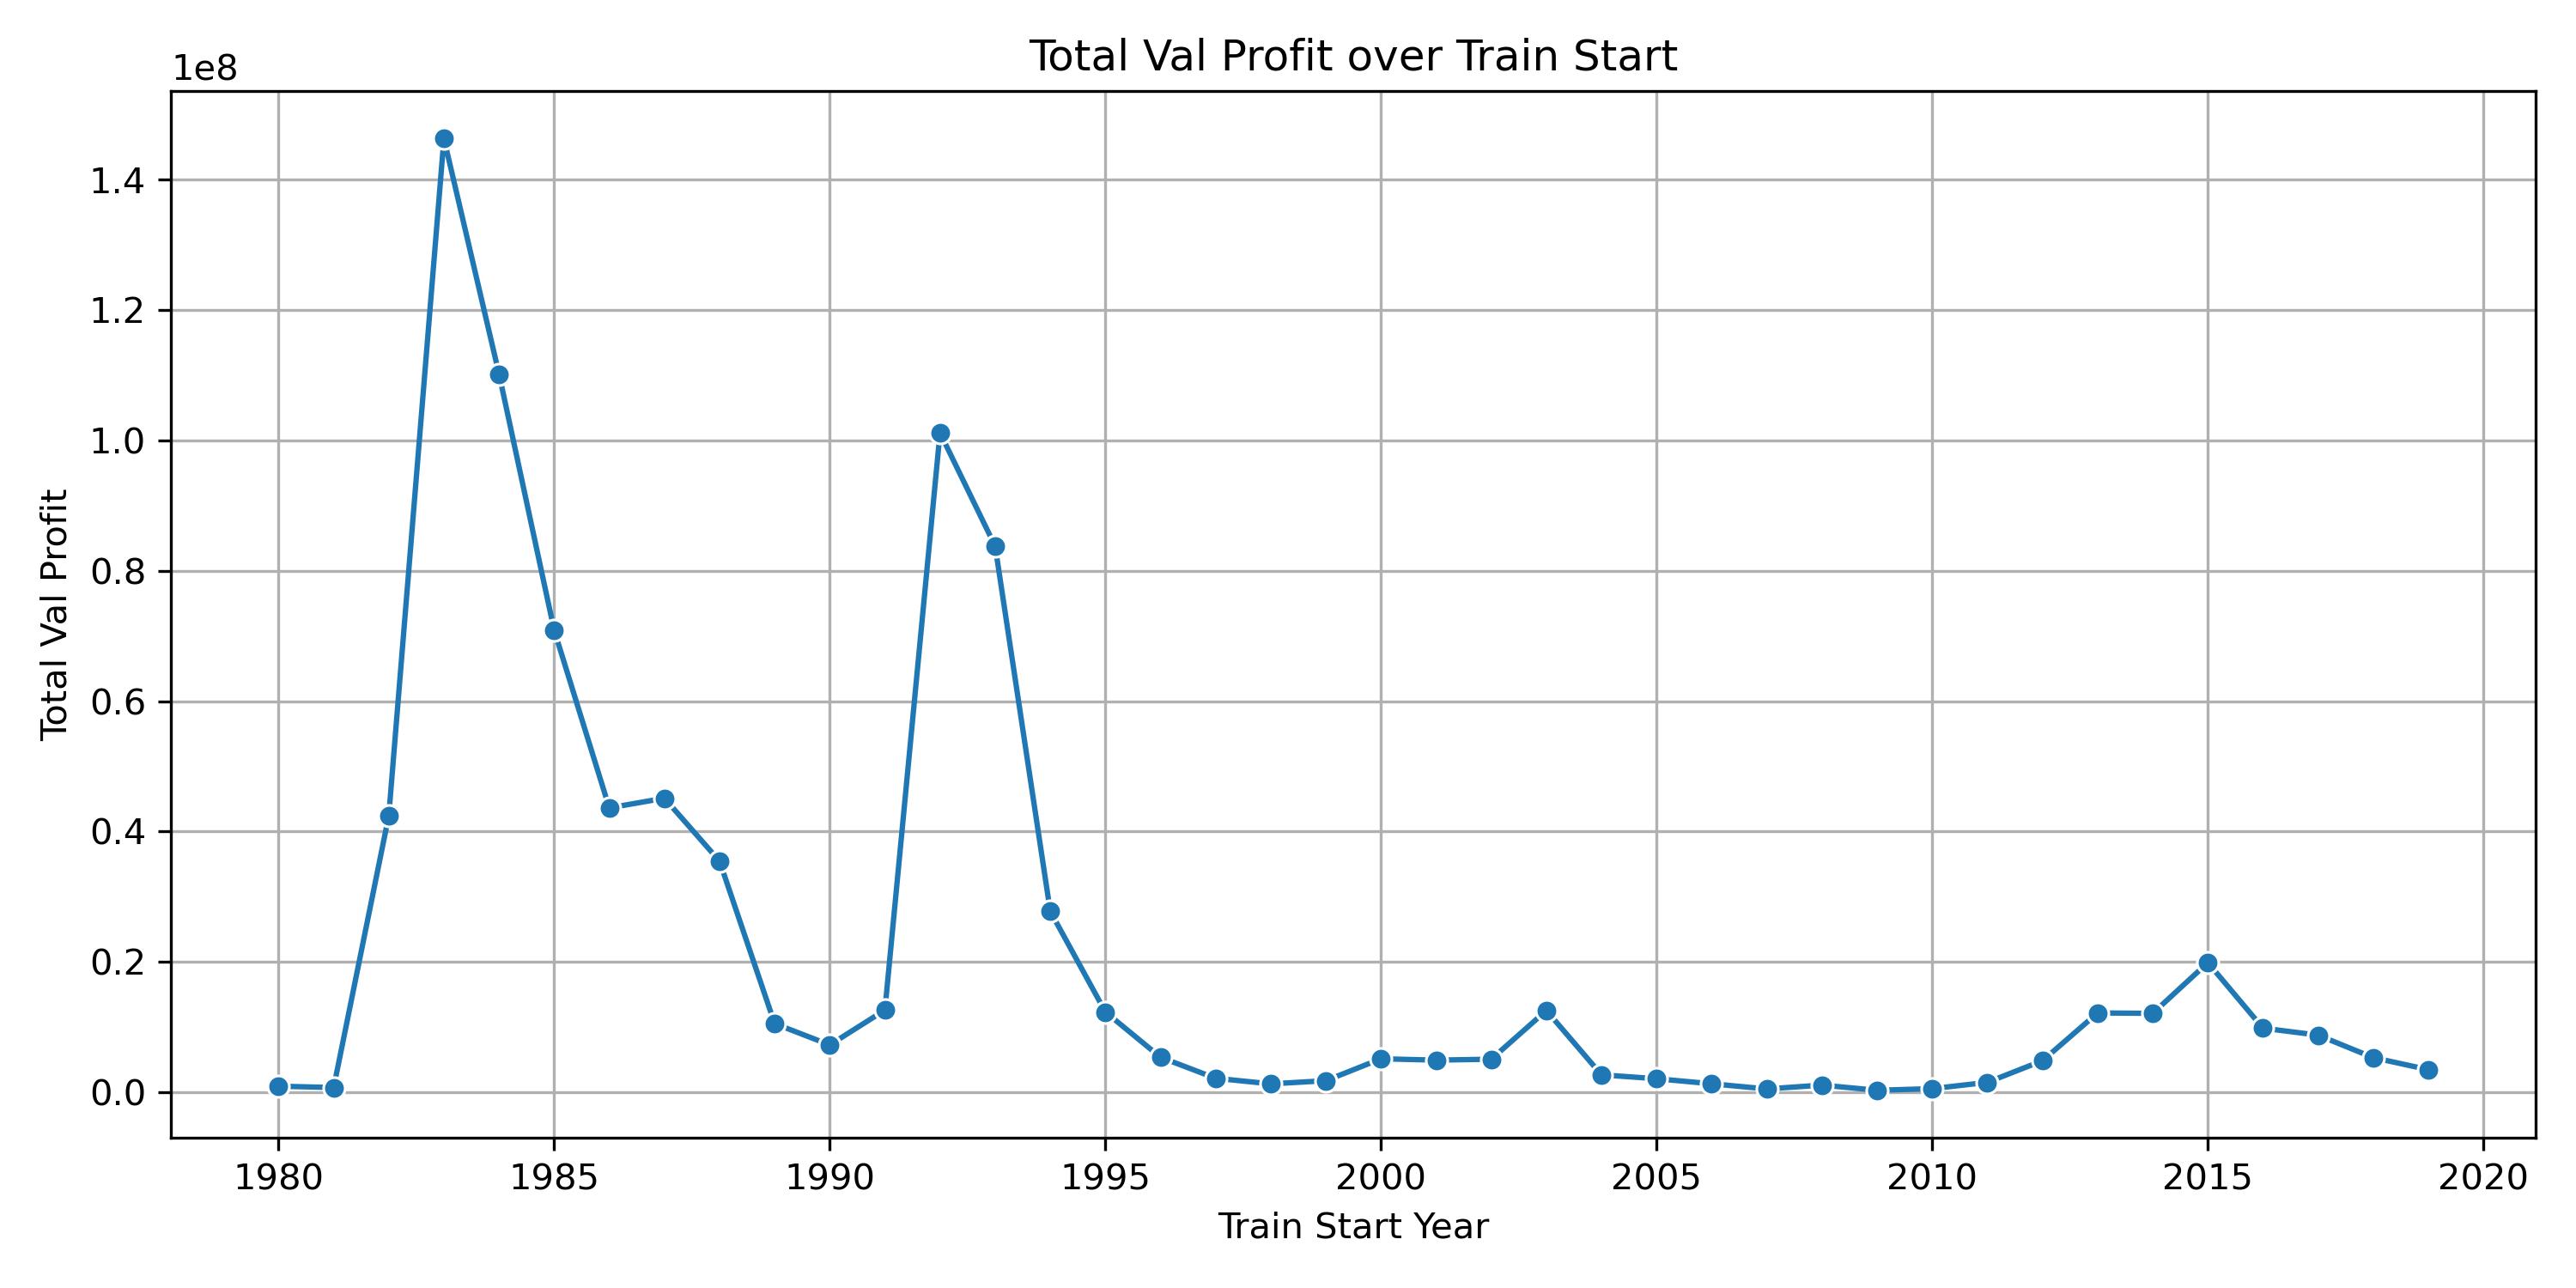 Total Val Profit over Train Start
1e8
1.4
1.2
1.0
0.8
0.6
0.4
0.2
0.0
Total Val Profit
1980 1985 1990 1995 2000 2005 2010 2015 2020
Train Start Year